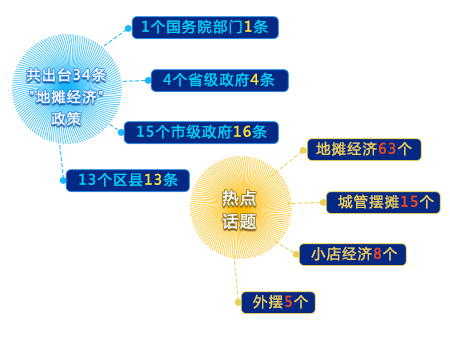 1个国务院部门1条
共出台34条
"地摊经济"
政策
4个省级政府4条
15个市级政府16条
13个区县13条
热点
话题
地摊经济63个
城管摆摊15个
小店经济8个
外摆5个